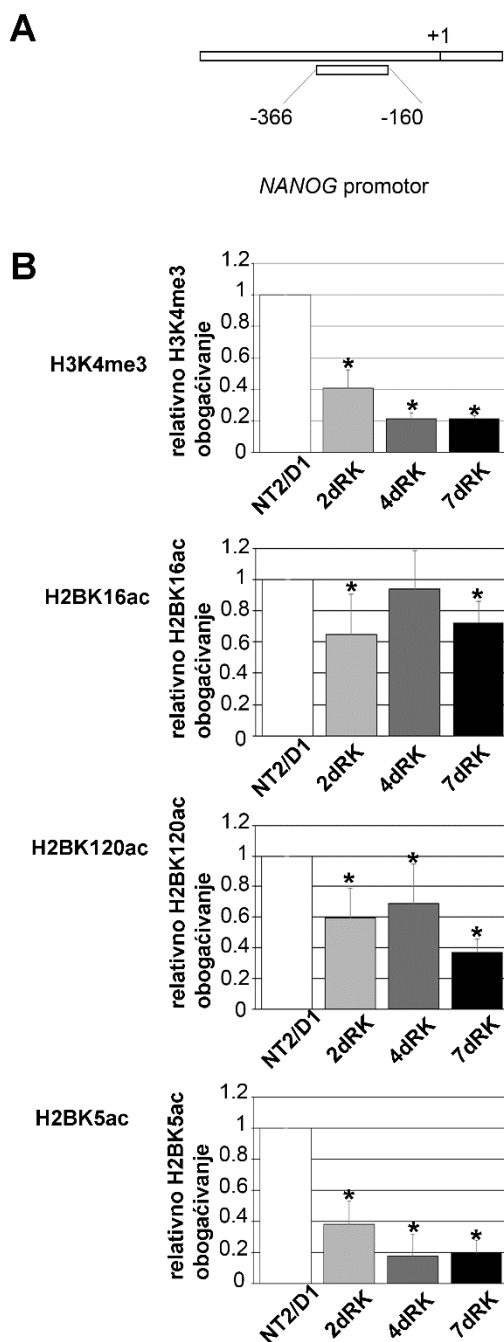 A
+1
-366
-160
NANOG promotor
B
H3K4me3
relativno H3K4me3
obogaćivanje
1.2
1
0.8
0.6
0.4
0.2
0
*
*
*
NT2/D1
2dRK
4dRK
7dRK
H2BK16ac
relativno H2BK16ac
obogaćivanje
1.2
1
0.8
0.6
0.4
0.2
0
*
*
NT2/D1
2dRK
4dRK
7dRK
H2BK120ac
relativno H2BK120ac
obogaćivanje
1.2
1
0.8
0.6
0.4
0.2
0
*
*
*
NT2/D1
2dRK
4dRK
7dRK
H2BK5ac
relativno H2BK5ac
obogaćivanje
1.2
1
0.8
0.6
0.4
0.2
0
*
*
*
NT2/D1
2dRK
4dRK
7dRK